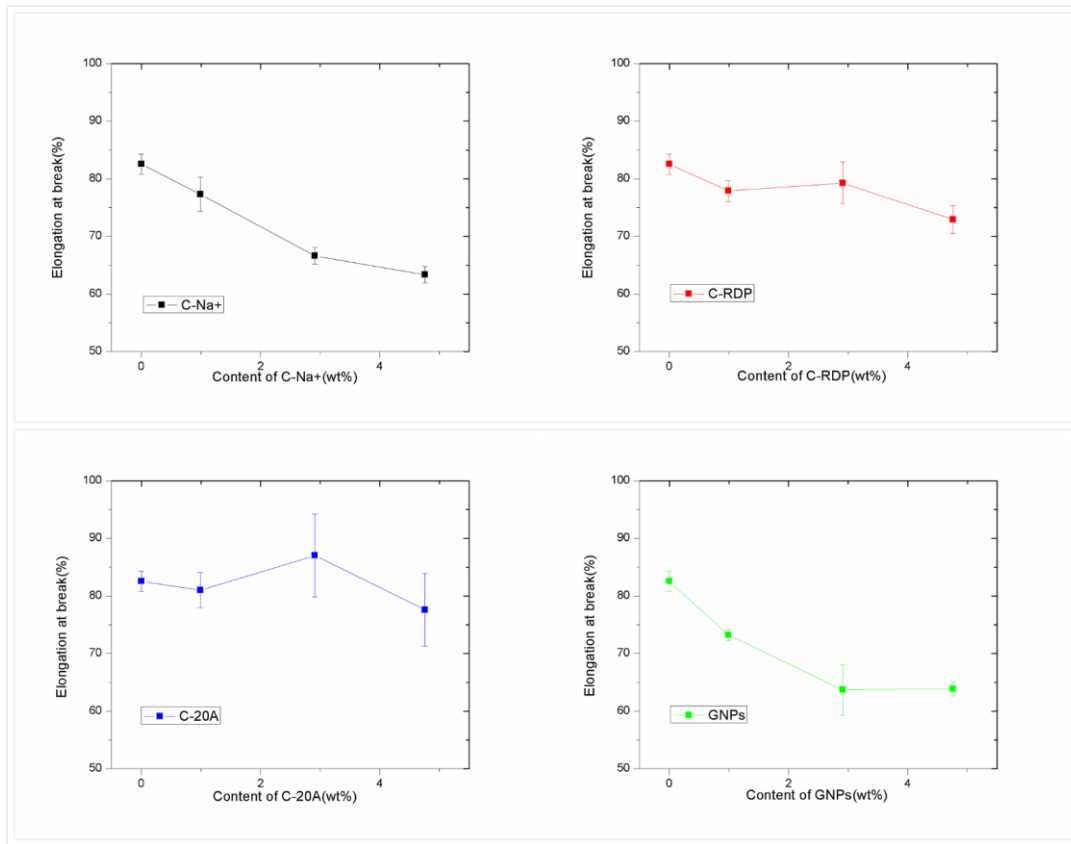 100
90
80
70
60
50
Elongation at break(%)
C-Na+
0 2 4
Content of C-Na+(wt%)
100
90
80
70
60
50
Elongation at break(%)
C-RDP
0 2 4
Content of C-RDP(wt%)
100
90
80
70
60
50
Elongation at break(%)
C-20A
0 2 4
Content of C-20A(wt%)
100
90
80
70
60
50
Elongation at break(%)
GNPs
0 2 4
Content of GNPs(wt%)